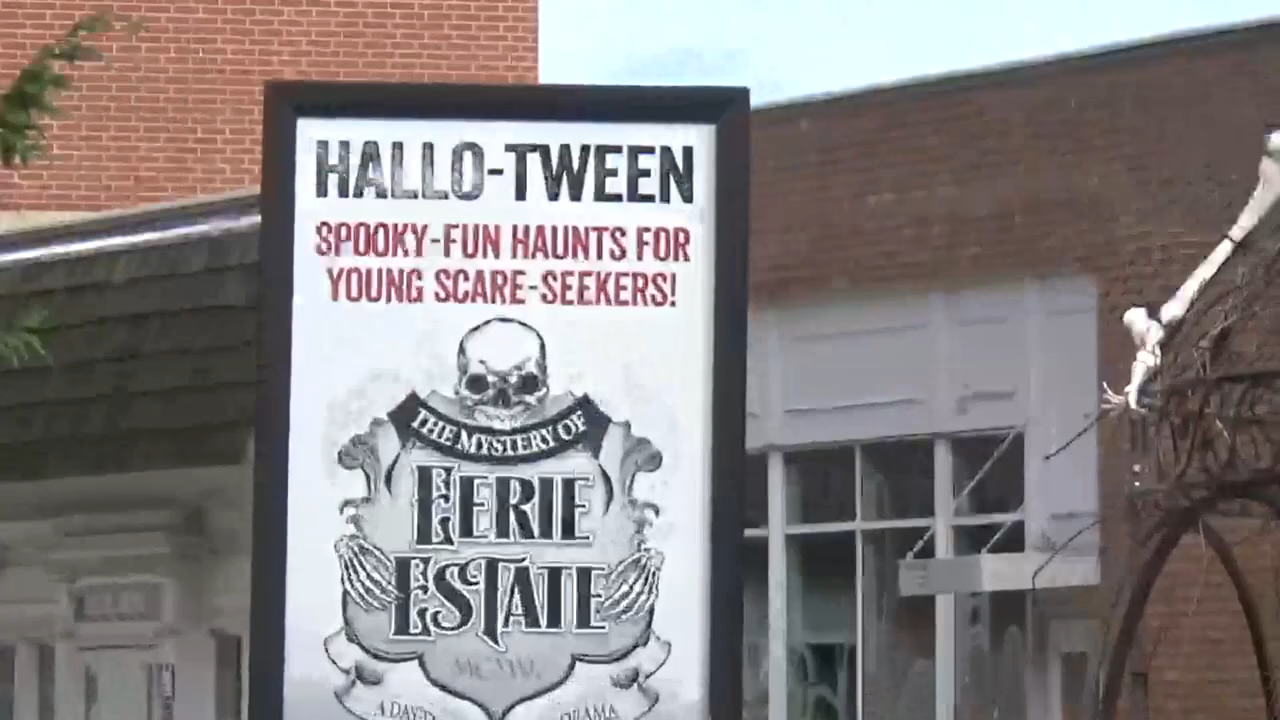 HALLO-TWEEN
SPOOKY-FUN HAUNTS FOR
YOUNG SCARE-SEEKERS!
THE MYSTERY OF
EERIE
ESTATE